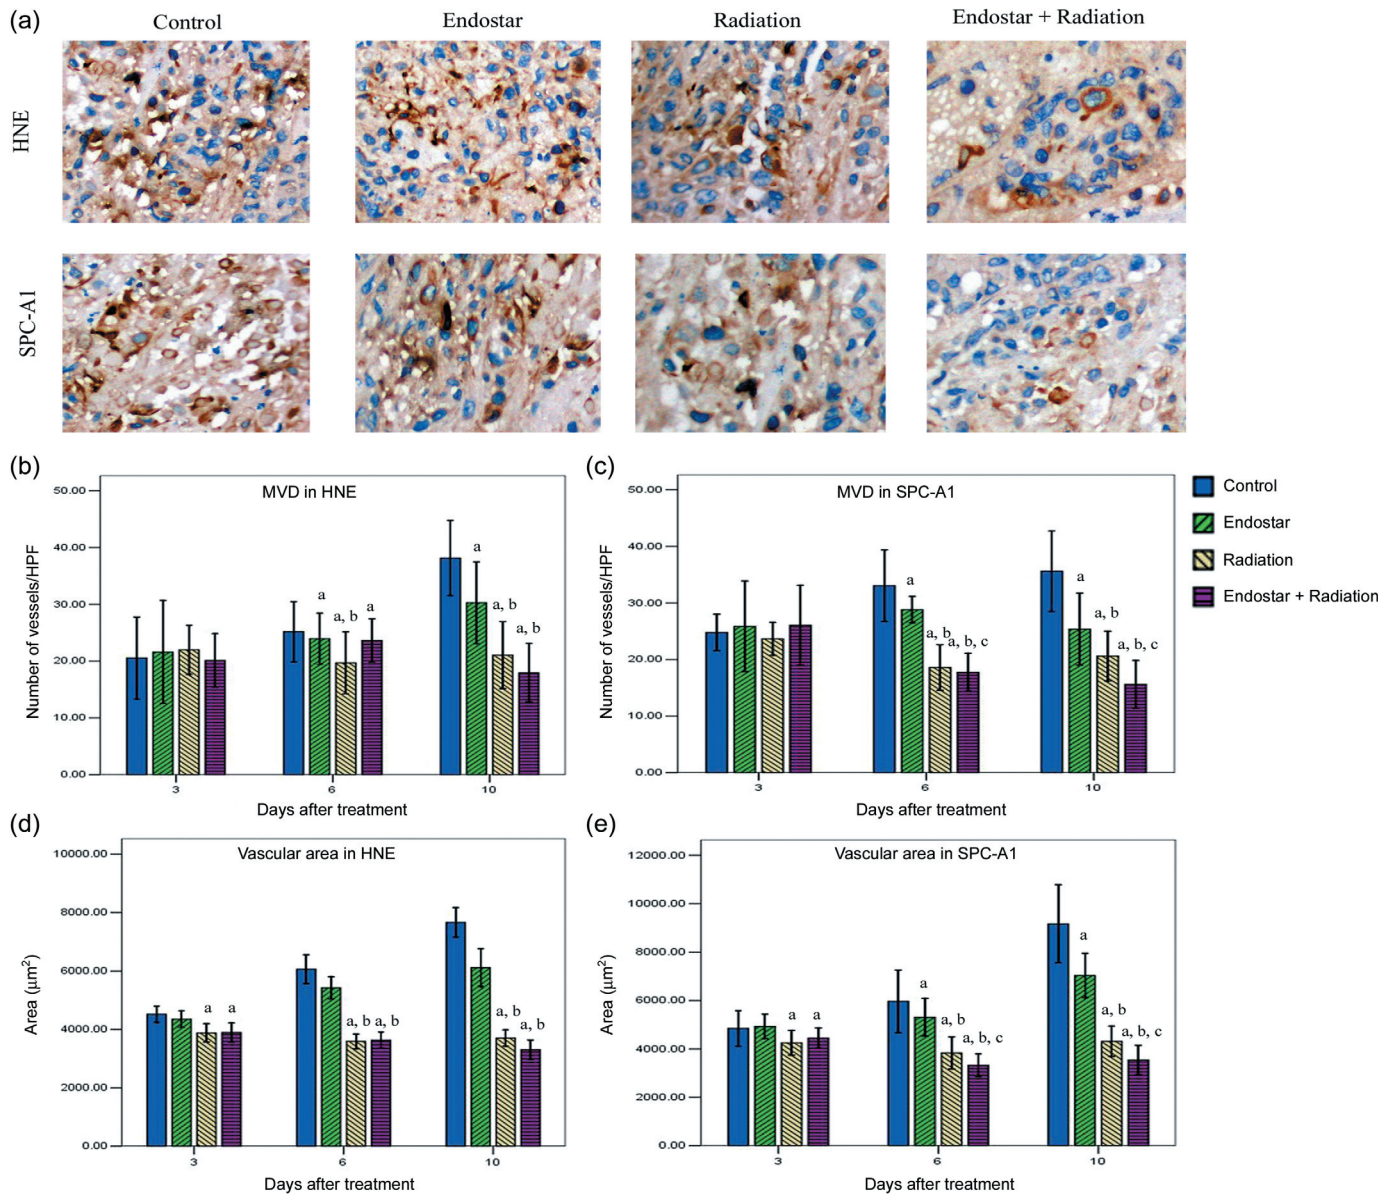 (a)
Control
Endostar
Radiation
Endostar + Radiation
HNE
SPC-A1
(b)
MVD in HNE
Number of vessels/HPF
50.00
40.00
30.00
20.00
10.00
0.00
a
a, b
a
a
a, b
a, b
3
6
10
Days after treatment
(c)
MVD in SPC-A1
Number of vessels/HPF
50.00
40.00
30.00
20.00
10.00
0.00
a
a, b
a, b, c
a
a, b
a, b, c
3
6
10
Days after treatment
Control
Endostar
Radiation
Endostar + Radiation
(d)
Vascular area in HNE
Area (μm²)
10000.00
8000.00
6000.00
4000.00
2000.00
0.00
a
a
a, b
a, b
a, b
a, b
3
6
10
Days after treatment
(e)
Vascular area in SPC-A1
Area (μm²)
12000.00
10000.00
8000.00
6000.00
4000.00
2000.00
0.00
a
a
a
a, b
a, b, c
a
a, b
a, b, c
3
6
10
Days after treatment